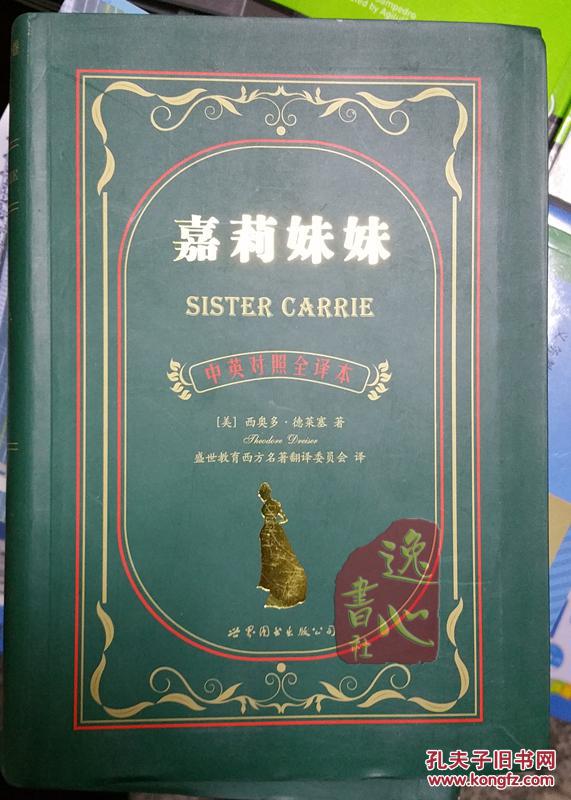 嘉莉妹妹
SISTER CARRIE
中英对照全译本
[美] 西奥多·德莱塞 著
Theodore Dreiser
盛世教育西方名著翻译委员会 译
世界图书出版公司
逸心
書社
孔夫子旧书网
www.kongfz.com